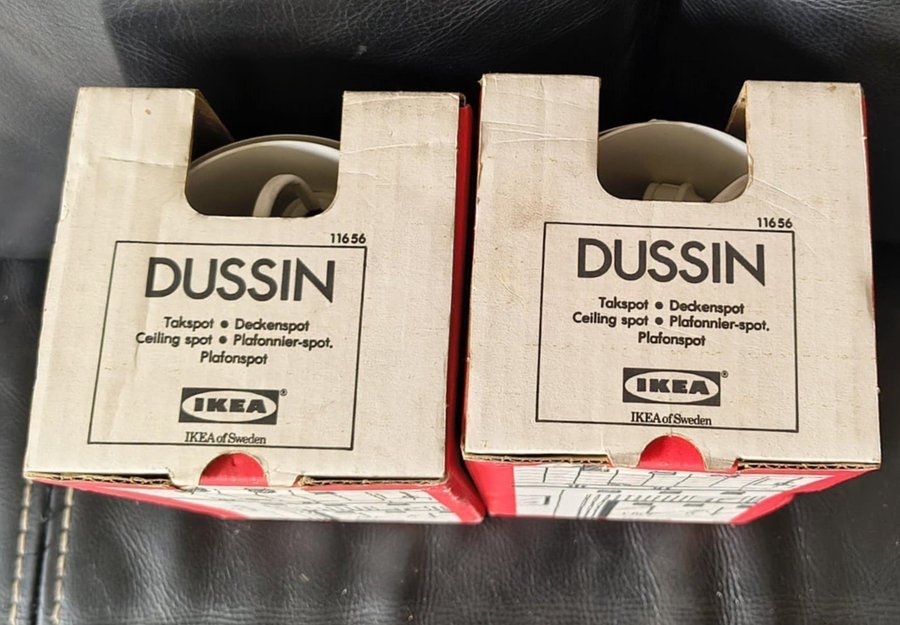 11656
DUSSIN
Takspot • Deckenspot
Ceiling spot • Plafonnier-spot.
Plafonspot
IKEA®
IKEA of Sweden
11656
DUSSIN
Takspot • Deckenspot
Ceiling spot • Plafonnier-spot.
Plafonspot
IKEA®
IKEA of Sweden